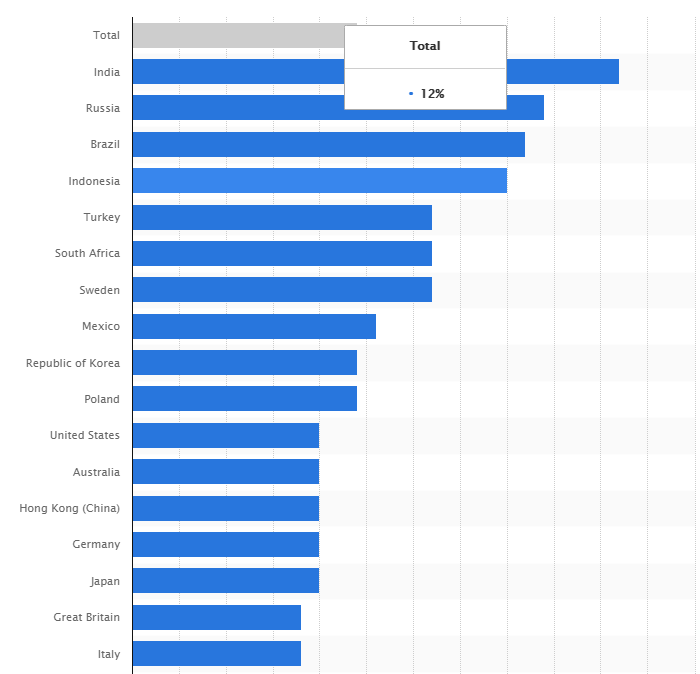 Total
Total
India
12%
Russia
Brazil
Indonesia
Turkey
South Africa
Sweden
Mexico
Republic of Korea
Poland
United States
Australia
Hong Kong (China)
Germany
Japan
Great Britain
Italy